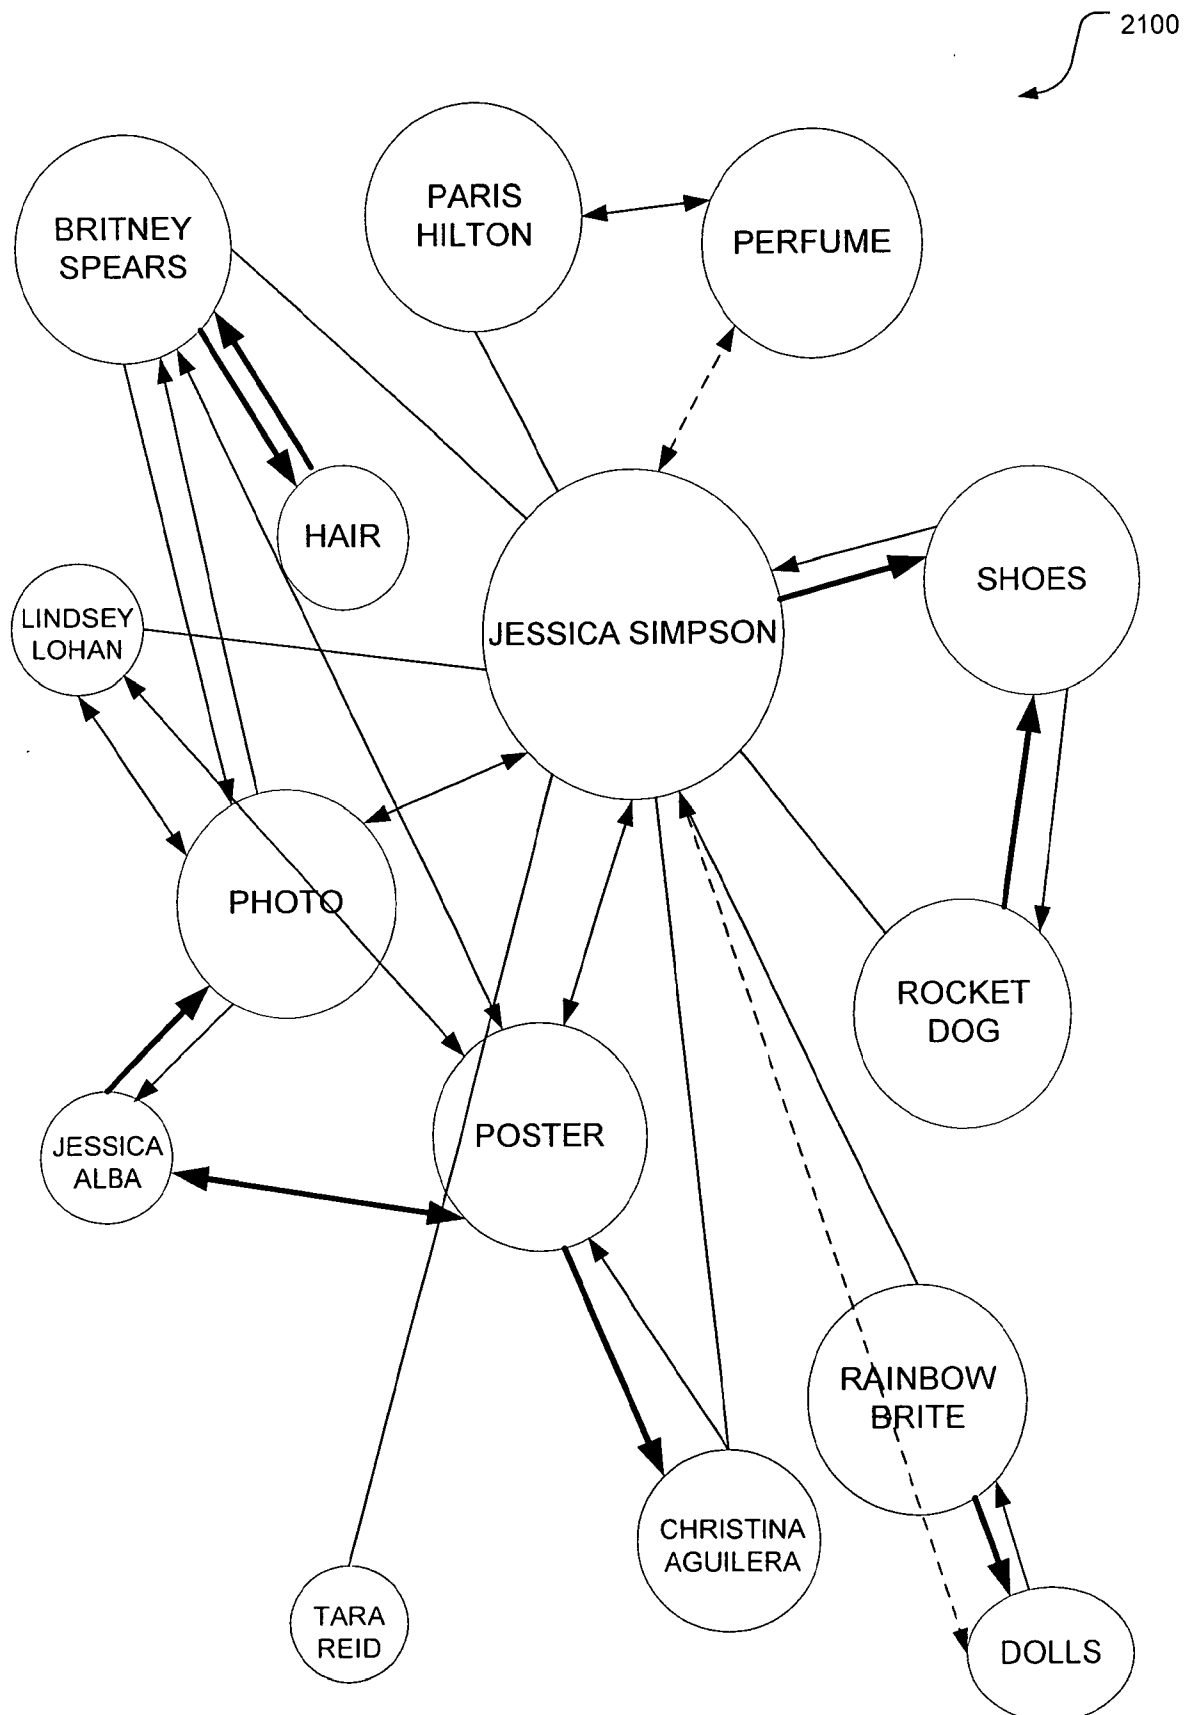 2100
BRITNEY
SPEARS
PARIS
HILTON
PERFUME
HAIR
SHOES
LINDSEY
LOHAN
JESSICA SIMPSON
PHOTO
ROCKET
DOG
JESSICA
ALBA
POSTER
RAINBOW
BRITE
CHRISTINA
AGUILERA
TARA
REID
DOLLS